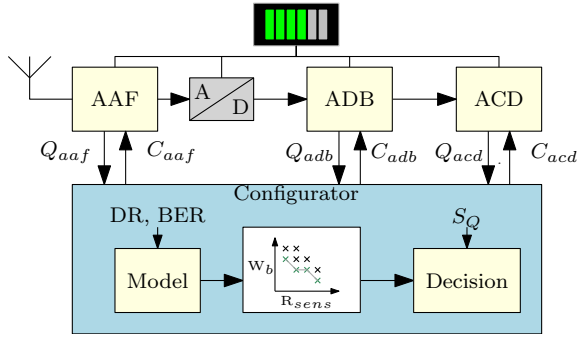 AAF
A
D
ADB
ACD
Q_aaf
C_aaf
Q_adb
C_adb
Q_acd
C_acd
Configurator
DR, BER
S_Q
Model
W_b
R_sens
Decision